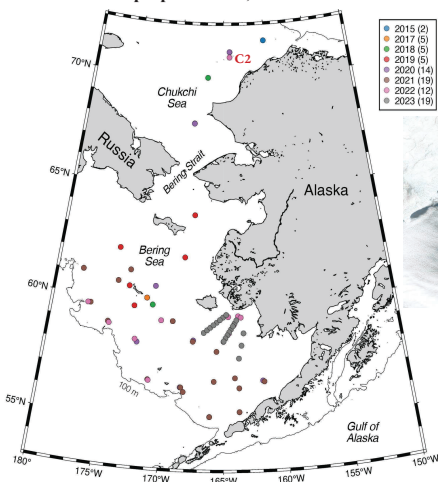 70°N
65°N
60°N
55°N
180°
175°W
170°W
165°W
160°W
155°W
150°W
C2
Chukchi
Sea
Russia
Bering Strait
Alaska
Bering
Sea
100 m
Gulf of
Alaska
2015 (2)
2017 (5)
2018 (5)
2019 (5)
2020 (14)
2021 (19)
2022 (12)
2023 (19)